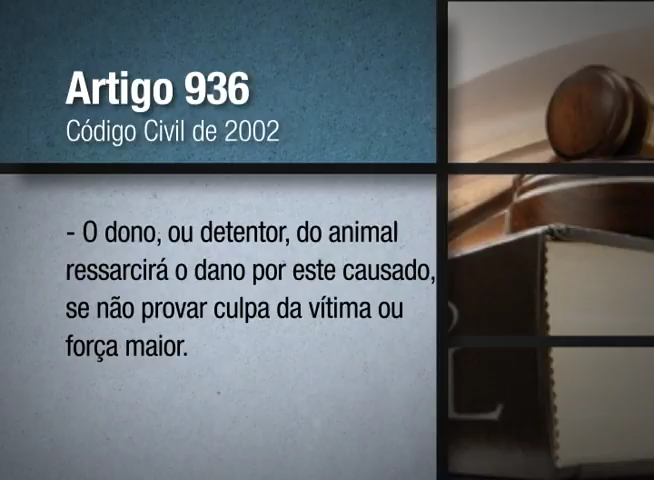 Artigo 936
Código Civil de 2002
- O dono, ou detentor, do animal
ressarcirá o dano por este causado,
se não provar culpa da vítima ou
força maior.
L